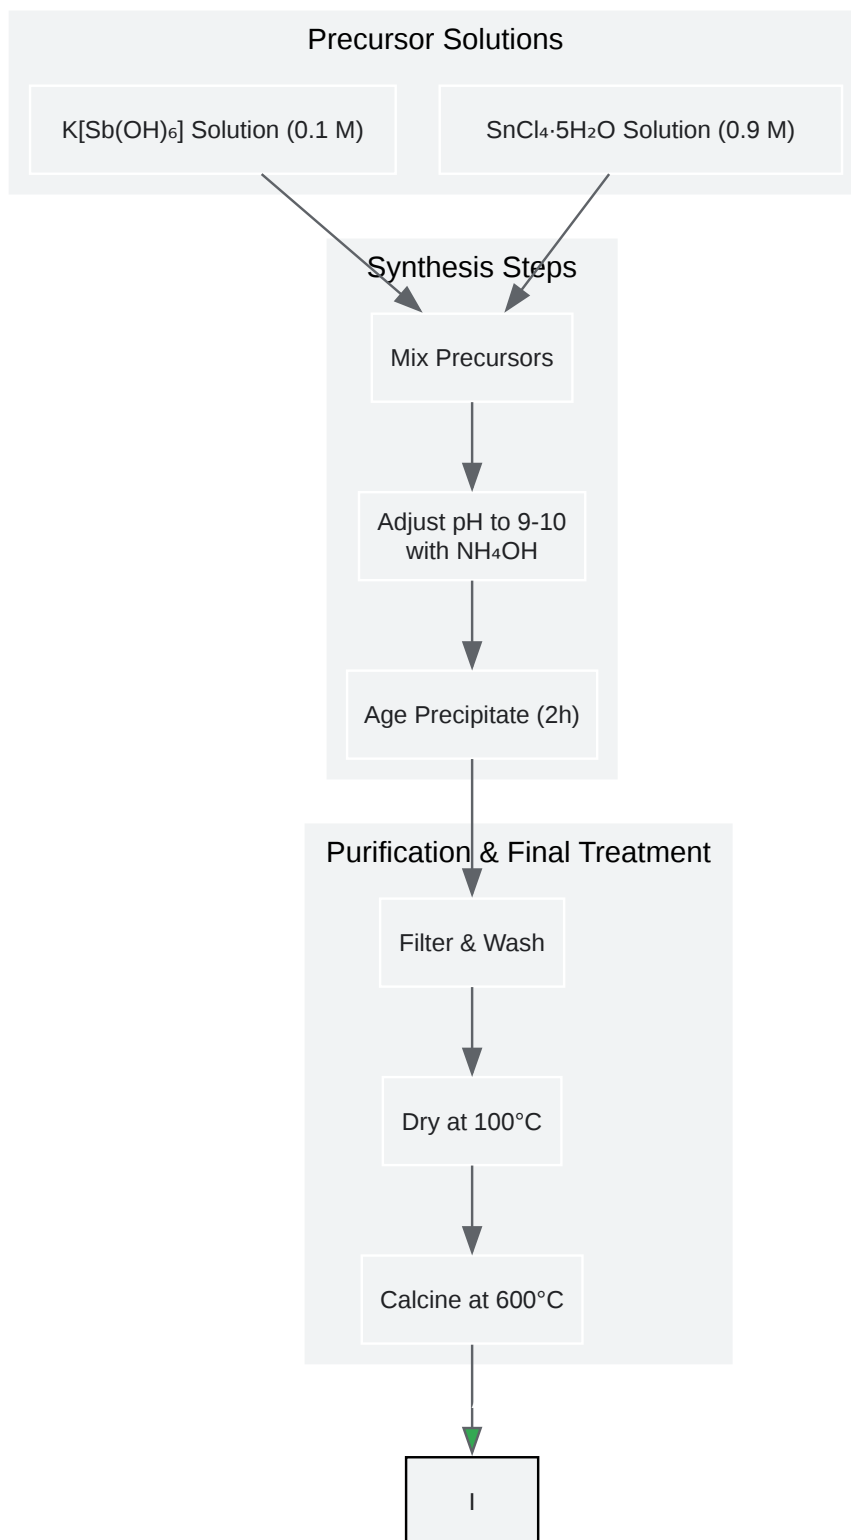 Precursor Solutions
K[Sb(OH)₆] Solution (0.1 M)
SnCl₄·5H₂O Solution (0.9 M)
Synthesis Steps
Mix Precursors
Adjust pH to 9-10
with NH₄OH
Age Precipitate (2h)
Purification & Final Treatment
Filter & Wash
Dry at 100°C
Calcine at 600°C
I